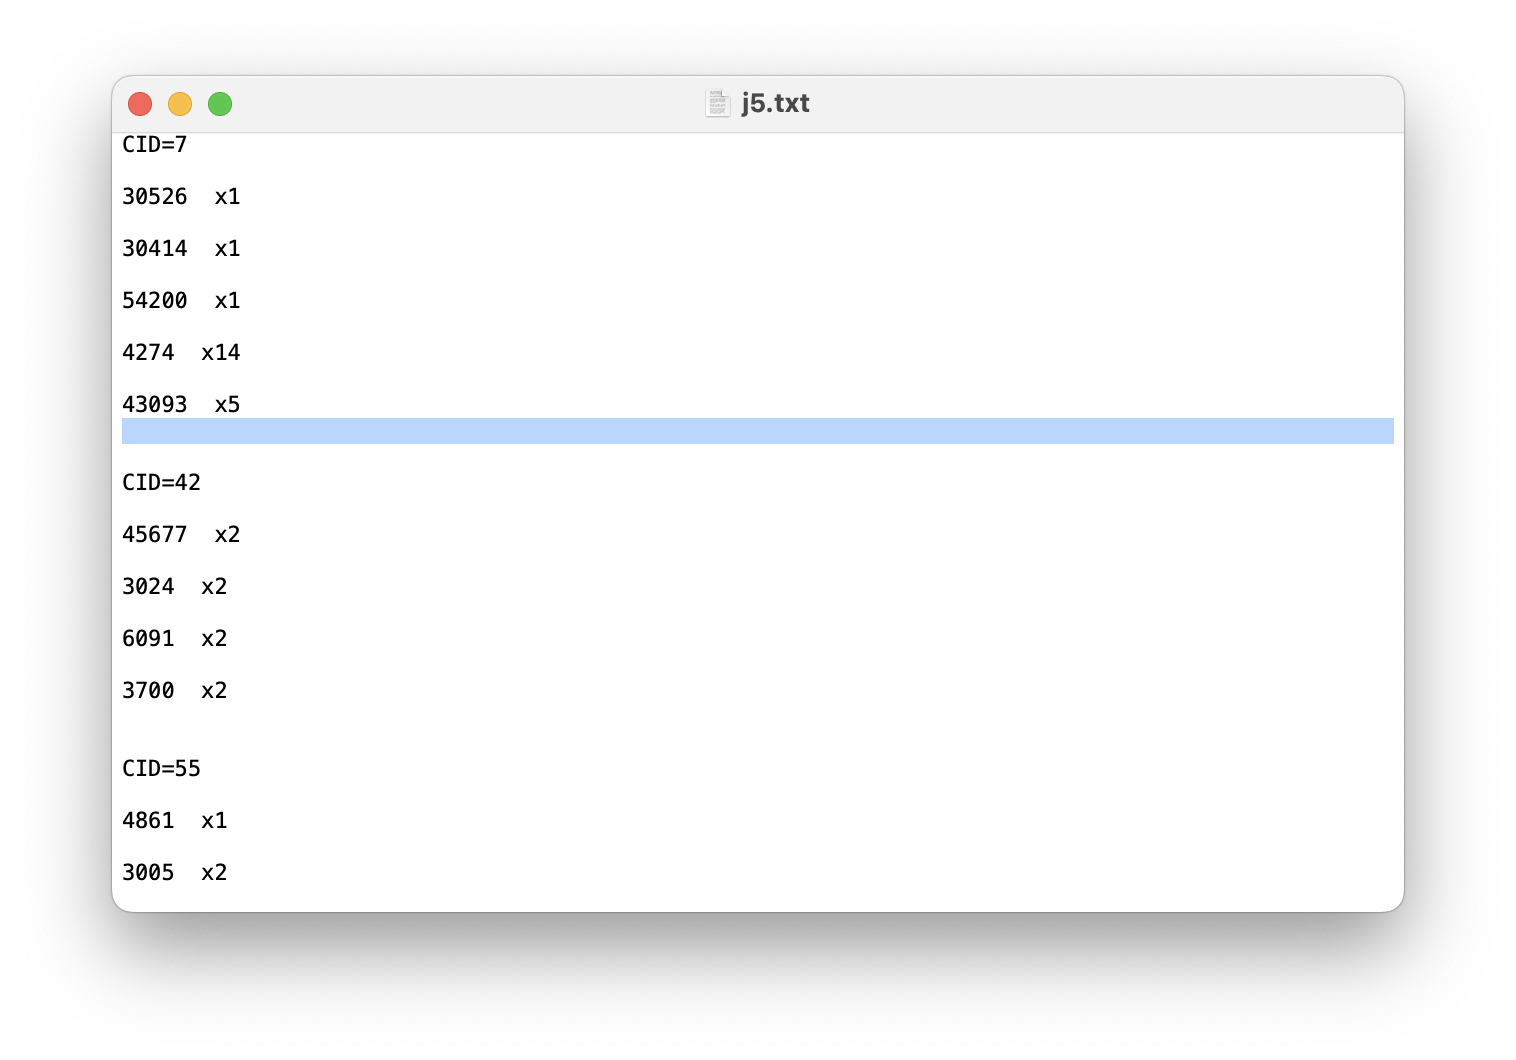 j5.txt
CID=7
30526  x1
30414  x1
54200  x1
4274  x14
43093  x5
CID=42
45677  x2
3024  x2
6091  x2
3700  x2
CID=55
4861  x1
3005  x2